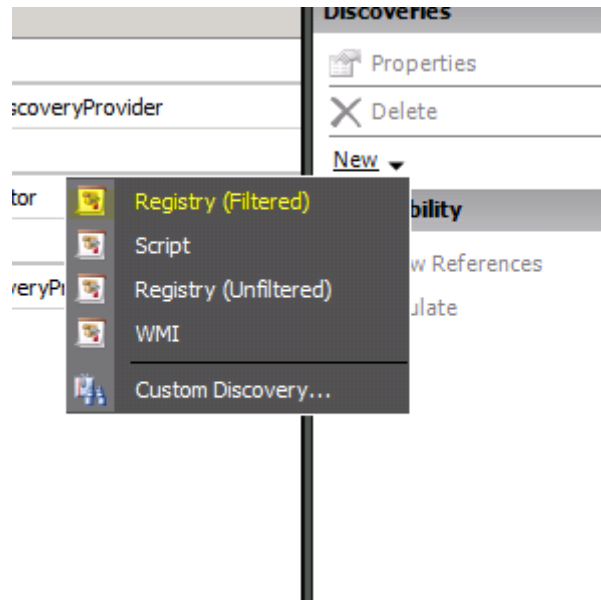 Discoveries
Properties
scoveryProvider
Delete
New
tor
Registry (Filtered)
bility
Script
w References
veryPr
Registry (Unfiltered)
ulate
WMI
Custom Discovery...